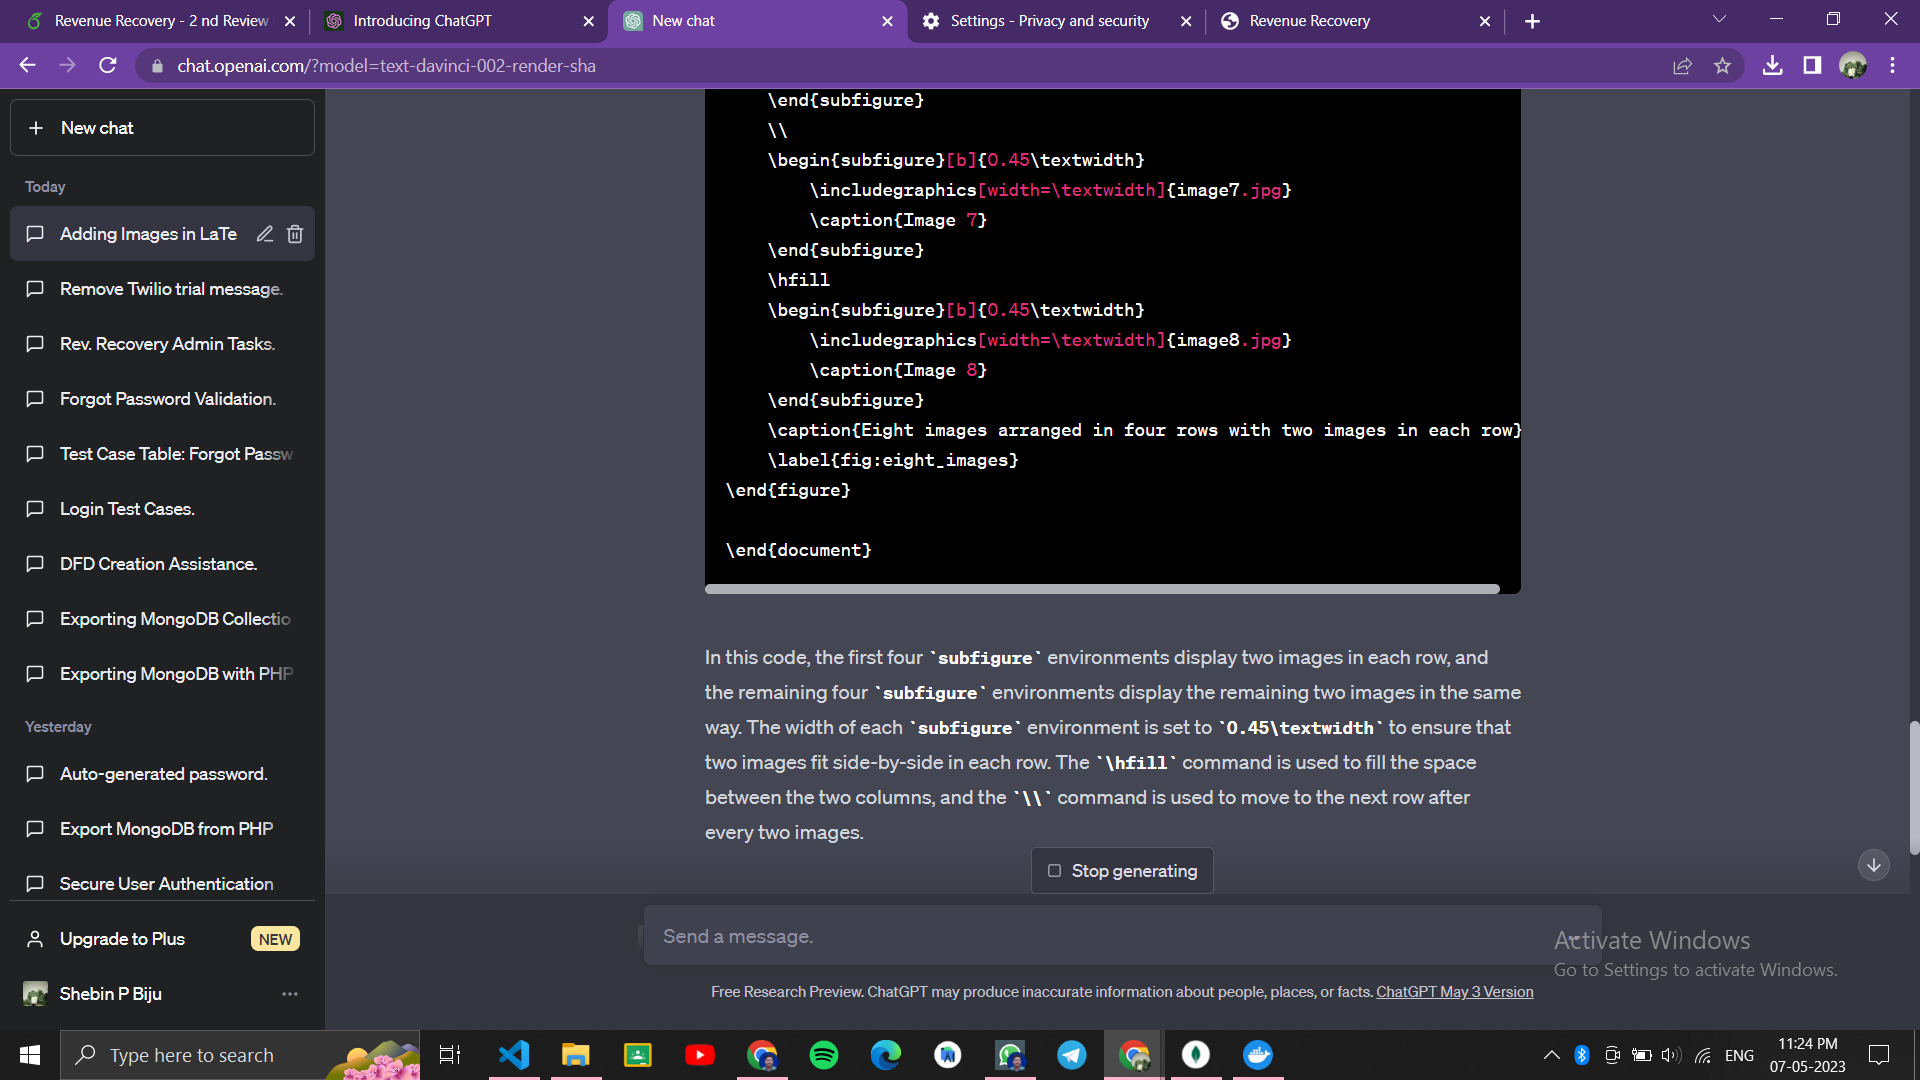 Revenue Recovery - 2 nd Review
Introducing ChatGPT
New chat
Settings - Privacy and security
Revenue Recovery
chat.openai.com/?model=text-davinci-002-render-sha
New chat
Today
Adding Images in LaTe
Remove Twilio trial message.
Rev. Recovery Admin Tasks.
Forgot Password Validation.
Test Case Table: Forgot Passw
Login Test Cases.
DFD Creation Assistance.
Exporting MongoDB Collectio
Exporting MongoDB with PHP
Yesterday
Auto-generated password.
Export MongoDB from PHP
Secure User Authentication
Upgrade to Plus
NEW
Shebin P Biju
\end{subfigure}
\\
\begin{subfigure}[b]{0.45\textwidth}
\includegraphics[width=\textwidth]{image7.jpg}
\caption{Image 7}
\end{subfigure}
\hfill
\begin{subfigure}[b]{0.45\textwidth}
\includegraphics[width=\textwidth]{image8.jpg}
\caption{Image 8}
\end{subfigure}
\caption{Eight images arranged in four rows with two images in each row}
\label{fig:eight_images}
\end{figure}
\end{document}
In this code, the first four `subfigure` environments display two images in each row, and
the remaining four `subfigure` environments display the remaining two images in the same
way. The width of each `subfigure` environment is set to `0.45\textwidth` to ensure that
two images fit side-by-side in each row. The `\hfill` command is used to fill the space
between the two columns, and the `\\` command is used to move to the next row after
every two images.
Stop generating
Send a message.
Activate Windows
Go to Settings to activate Windows.
Free Research Preview. ChatGPT may produce inaccurate information about people, places, or facts. ChatGPT May 3 Version
Type here to search
ENG
11:24 PM
07-05-2023